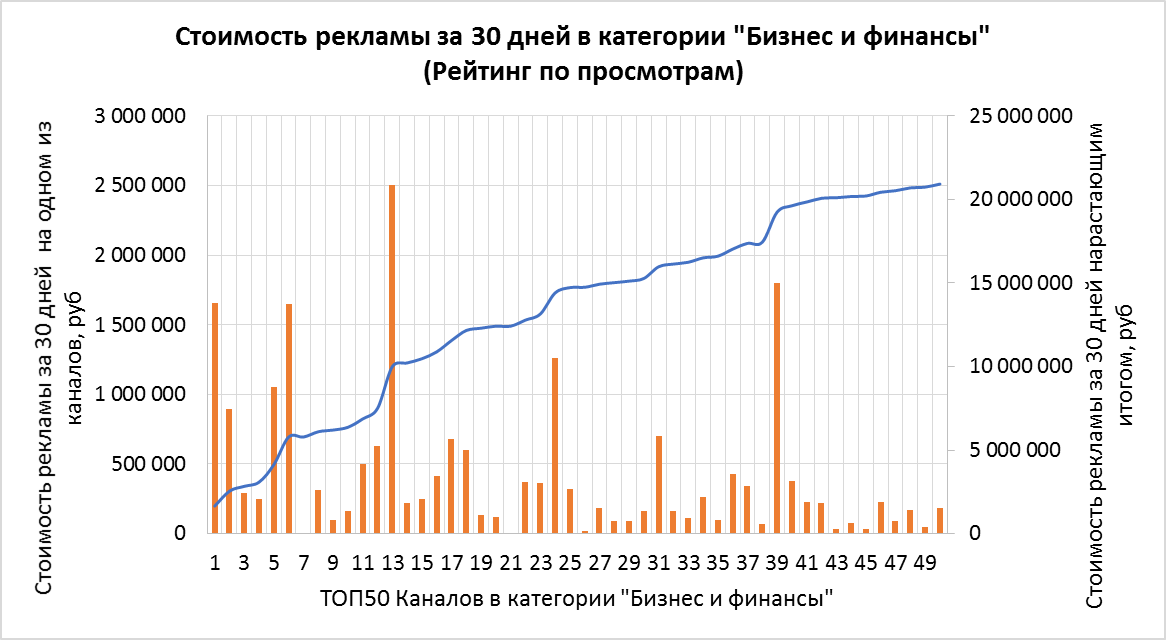 Стоимость рекламы за 30 дней в категории "Бизнес и финансы"
(Рейтинг по просмотрам)
Стоимость рекламы за 30 дней на одном из
каналов, руб
3 000 000
2 500 000
2 000 000
1 500 000
1 000 000
500 000
0
25 000 000
20 000 000
15 000 000
10 000 000
5 000 000
0
Стоимость рекламы за 30 дней нарастающим
итогом, руб
1 3 5 7 9 11 13 15 17 19 21 23 25 27 29 31 33 35 37 39 41 43 45 47 49
ТОП50 Каналов в категории "Бизнес и финансы"